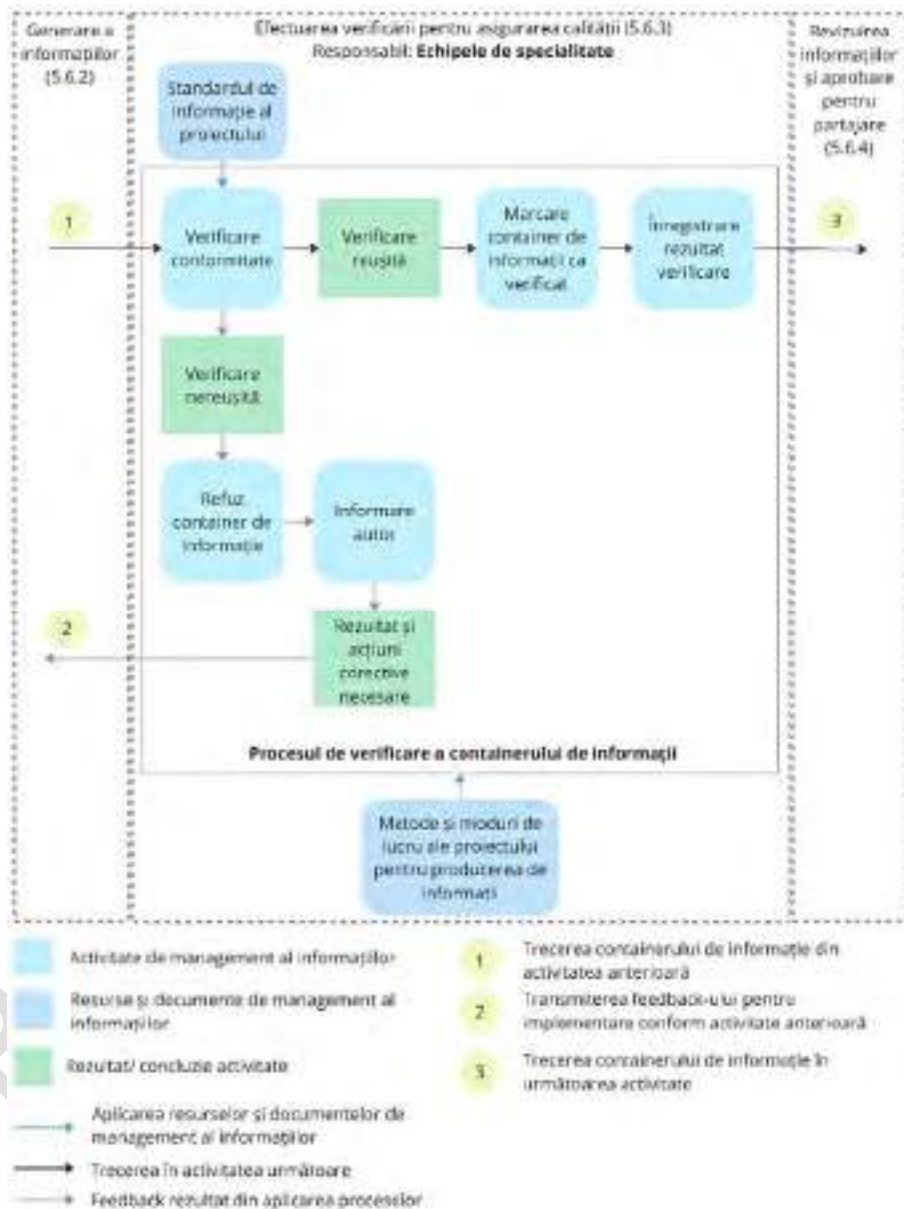 Generare a
informațiilor
(5.6.2)
Efectuarea verificării pentru asigurarea calității (5.6.3)
Responsabil: Echipele de specialitate
Revizuirea
informațiilor
și aprobare
pentru
partajare
(5.6.4)
Standardul de
informație al
proiectului
1
Verificare
conformitate
Verificare
reușită
Marcare
container de
informații ca
verificat
Înregistrare
rezultat
verificare
3
Verificare
nereușită
Refuz
container de
informație
Informare
autor
2
Rezultat și
acțiuni
corective
necesare
Procesul de verificare a containerului de informații
Metode și moduri de
lucru ale proiectului
pentru producerea de
informații
Activitate de management al informațiilor
Resurse și documente de management al
informațiilor
Rezultat/ concluzie activitate
Aplicarea resurselor și documentelor de
management al informațiilor
Trecerea în activitatea următoare
Feedback rezultat din aplicarea proceselor
1 Trecerea containerului de informație din
activitatea anterioară
2 Transmiterea feedback-ului pentru
implementare conform activitate anterioară
3 Trecerea containerului de informație în
următoarea activitate